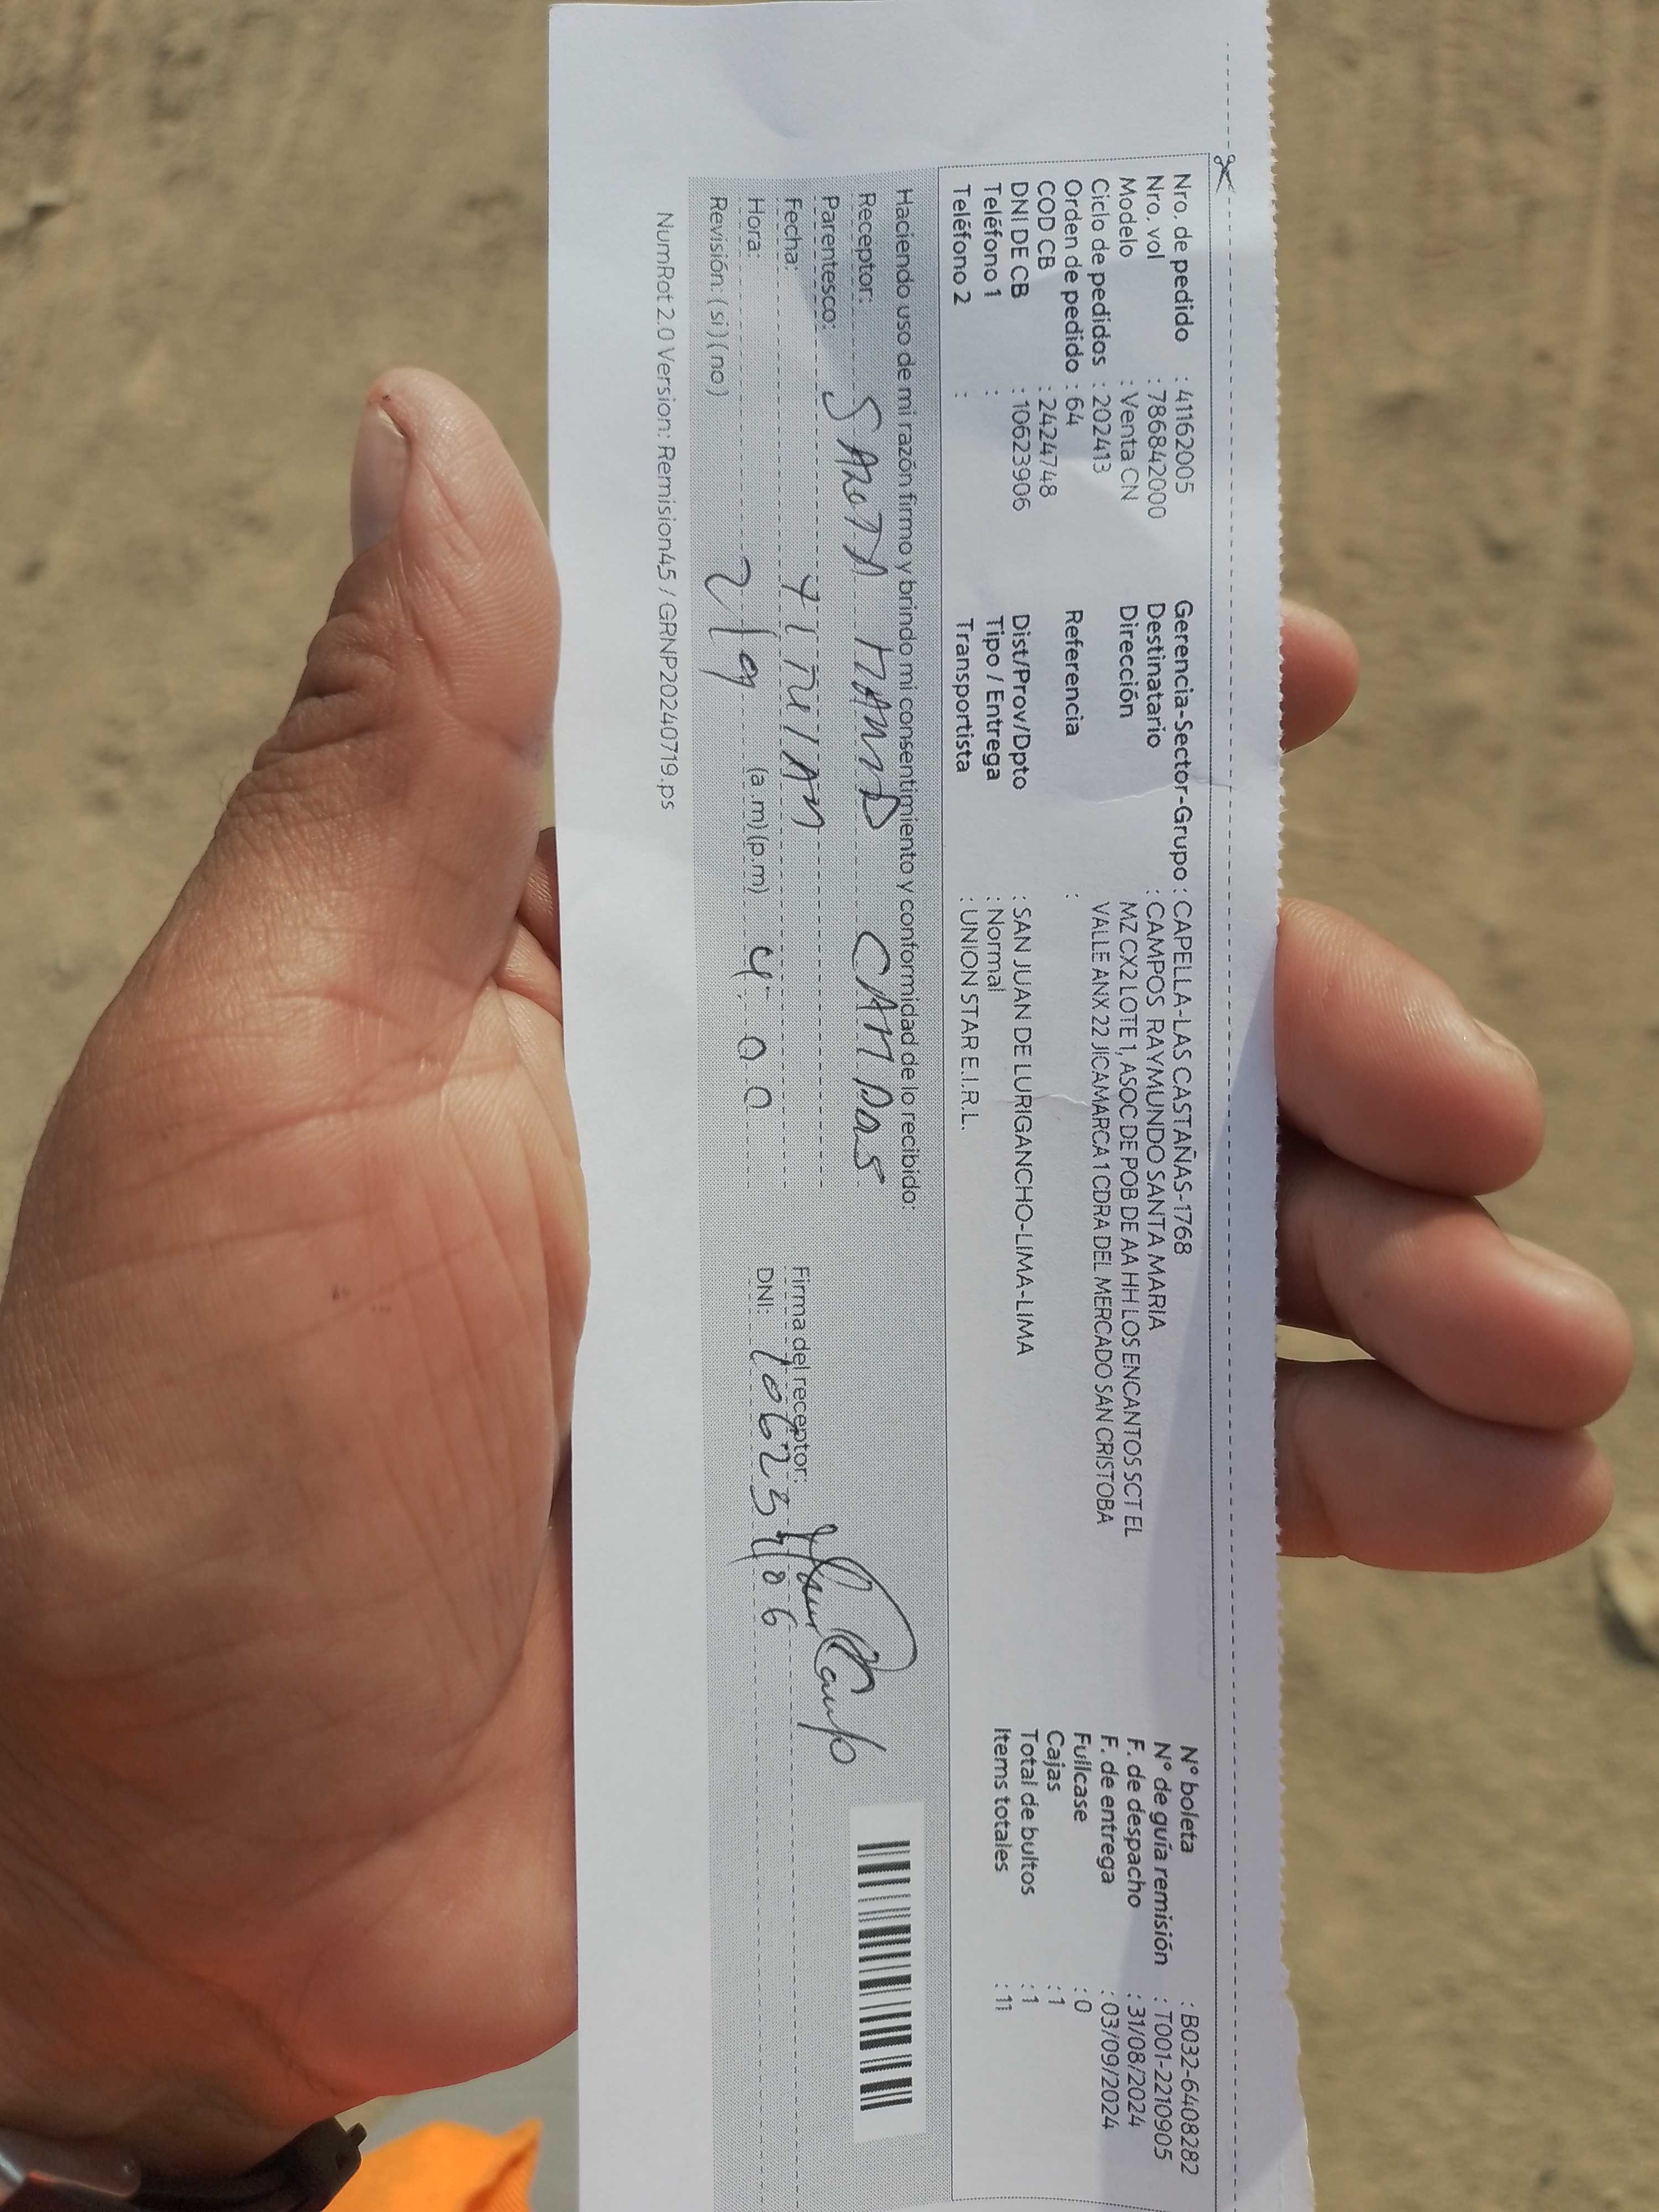 Nro. de pedido : 41162005
Nro. vol : 786842000
Modelo : Venta CN
Ciclo de pedidos : 202413
Orden de pedido : 64
COD CB : 2424748
DNI DE CB : 10623906
Teléfono 1 :
Teléfono 2 :
Gerencia-Sector-Grupo : CAPELLA-LAS CASTAÑAS-1768
Destinatario : CAMPOS RAYMUNDO SANTA MARIA
Dirección : MZ CX2 LOTE 1, ASOC DE POB DE AA HH LOS ENCANTOS SCT EL
VALLE ANX 22 JICAMARCA 1 CDRA DEL MERCADO SAN CRISTOBA
Referencia :
Dist/Prov/Dpto : SAN JUAN DE LURIGANCHO-LIMA-LIMA
Tipo / Entrega : Normal
Transportista : UNION STAR E.I.R.L.
N° boleta : B032-6408282
N° de guía remisión : T001-2210905
F. de despacho : 31/08/2024
F. de entrega : 03/09/2024
Fullcase : 0
Cajas : 1
Total de bultos : 1
Items totales : 11
Haciendo uso de mi razón firmo y brindo mi consentimiento y conformidad de lo recibido:
Receptor:
Parentesco:
Fecha:
Hora: 2/9 (a.m) (p.m) 4:00
Revisión: ( si ) ( no )
Firma del receptor:
DNI:
NumRot 2.0 Version: Remision45 / GRNP20240719.ps